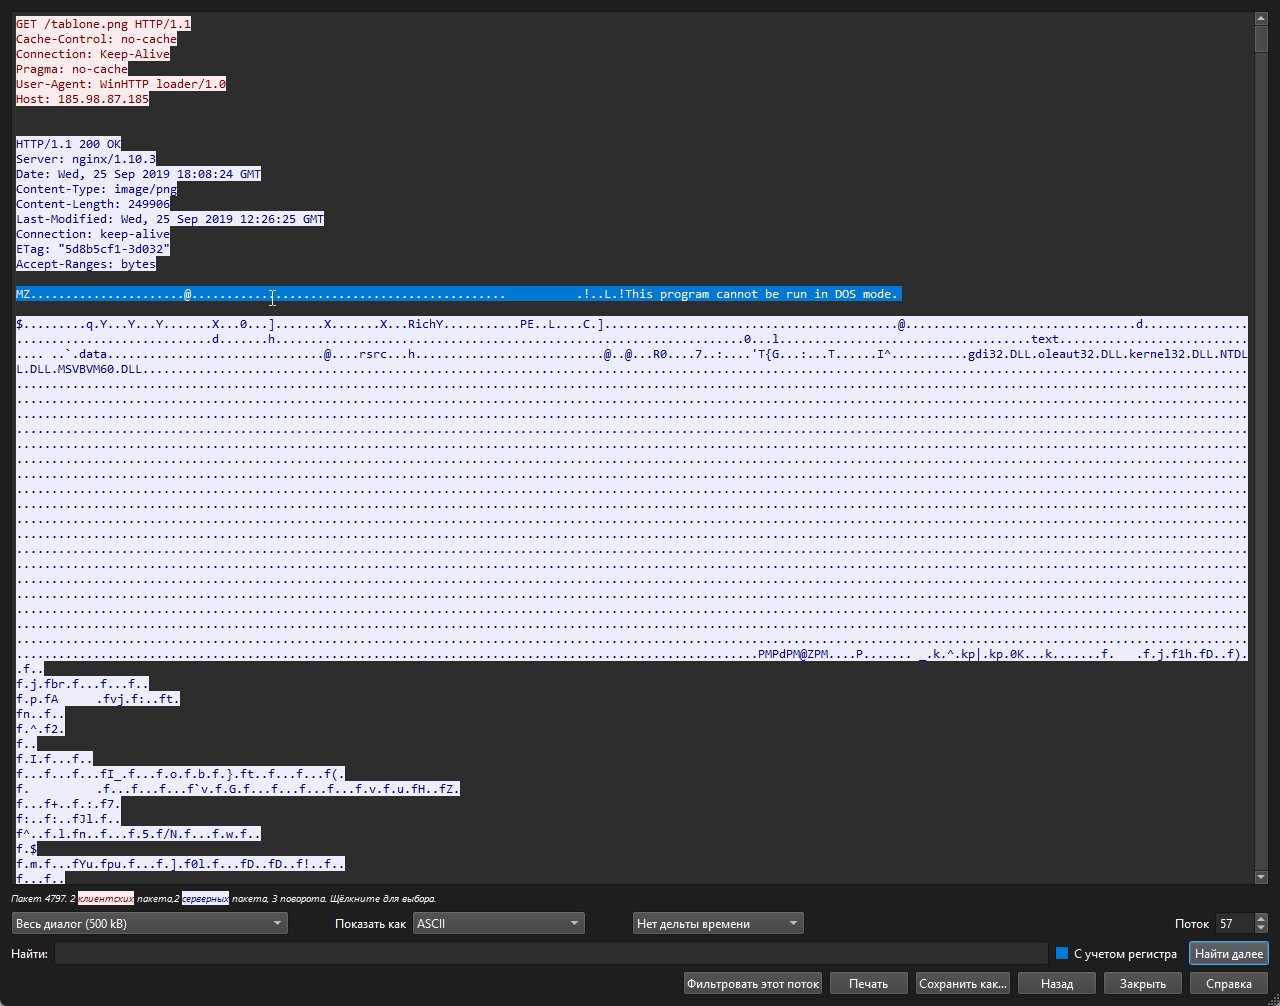 GET /tablone.png HTTP/1.1
Cache-Control: no-cache
Connection: Keep-Alive
Pragma: no-cache
User-Agent: WinHTTP loader/1.0
Host: 185.98.87.185
HTTP/1.1 200 OK
Server: nginx/1.10.3
Date: Wed, 25 Sep 2019 18:08:24 GMT
Content-Type: image/png
Content-Length: 249906
Last-Modified: Wed, 25 Sep 2019 12:26:25 GMT
Connection: keep-alive
ETag: "5d8b5cf1-3d032"
Accept-Ranges: bytes
MZ......................@............................................. .!..L.!This program cannot be run in DOS mode.
$.........q.Y...Y...Y.......X...0...].......X.......X...RichY...........PE..L....C.]..........................................@.................................d...............
............................d......h...................................................................0...l....................................text...........................
.... ..`.data...............................@....rsrc...h...........................@..@...R0....7..:....'T{G...:...T......I^...........gdi32.DLL.oleaut32.DLL.kernel32.DLL.NTDL
L.DLL.MSVBVM60.DLL
PMPdPM@ZPM....P....... _.k.^.kp|.kp.0K...k.......f. .f.j.f1h.fD..f).
.f..
f.j.fbr.f...f...f..
f.p.fA .fvj.f:..ft.
fn..f..
f.^.f2.
f..
f.I.f...f..
f...f...f...fI_.f...f.o.f.b.f.}.ft..f...f...f(.
f. .f...f...f...f`v.f.G.f...f...f...f...f.v.f.u.fH..fZ.
f...f+..f.:.f7.
f:..f:..fJl.f..
f^..f.l.fn..f...f.5.f/N.f...f.w.f..
f.$
f.m.f...fYu.fpu.f...f.].f0l.f...fD..fD..f!..f..
f...f..
Пакет 4797. 2 клиентских пакета,2 серверных пакета, 3 поворота. Щёлкните для выбора.
Весь диалог (500 kB) Показать как ASCII Нет дельты времени Поток 57
Найти: С учетом регистра Найти далее
Фильтровать этот поток Печать Сохранить как... Назад Закрыть Справка